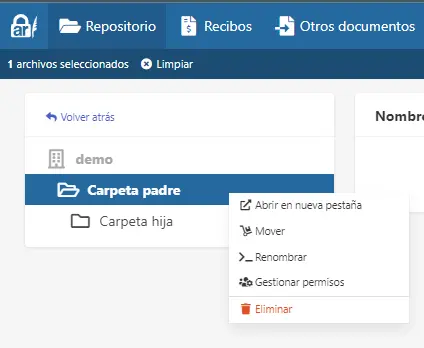 ar
Repositorio
Recibos
Otros documentos
1 archivos seleccionados
Limpiar
Volver atrás
Nombr
demo
Carpeta padre
Carpeta hija
Abrir en nueva pestaña
Mover
Renombrar
Gestionar permisos
Eliminar